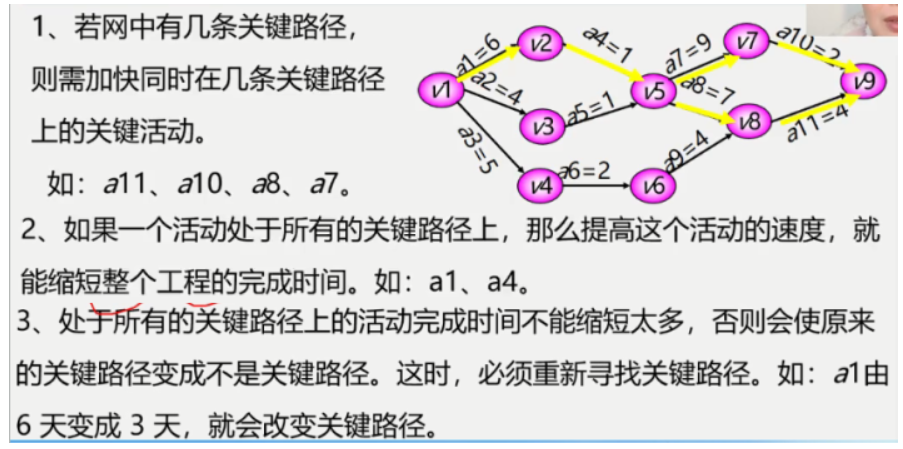 1、若网中有几条关键路径，
则需加快同时在几条关键路径
上的关键活动。
如：a11、a10、a8、a7。
v1
v2
v3
v4
v5
v6
v7
v8
v9
a1=6
a2=4
a3=5
a4=1
a5=1
a6=2
a7=9
a8=7
a9=4
a10=2
a11=4
2、如果一个活动处于所有的关键路径上，那么提高这个活动的速度，就
能缩短整个工程的完成时间。如：a1、a4。
3、处于所有的关键路径上的活动完成时间不能缩短太多，否则会使原来
的关键路径变成不是关键路径。这时，必须重新寻找关键路径。如：a1由
6 天变成 3 天，就会改变关键路径。